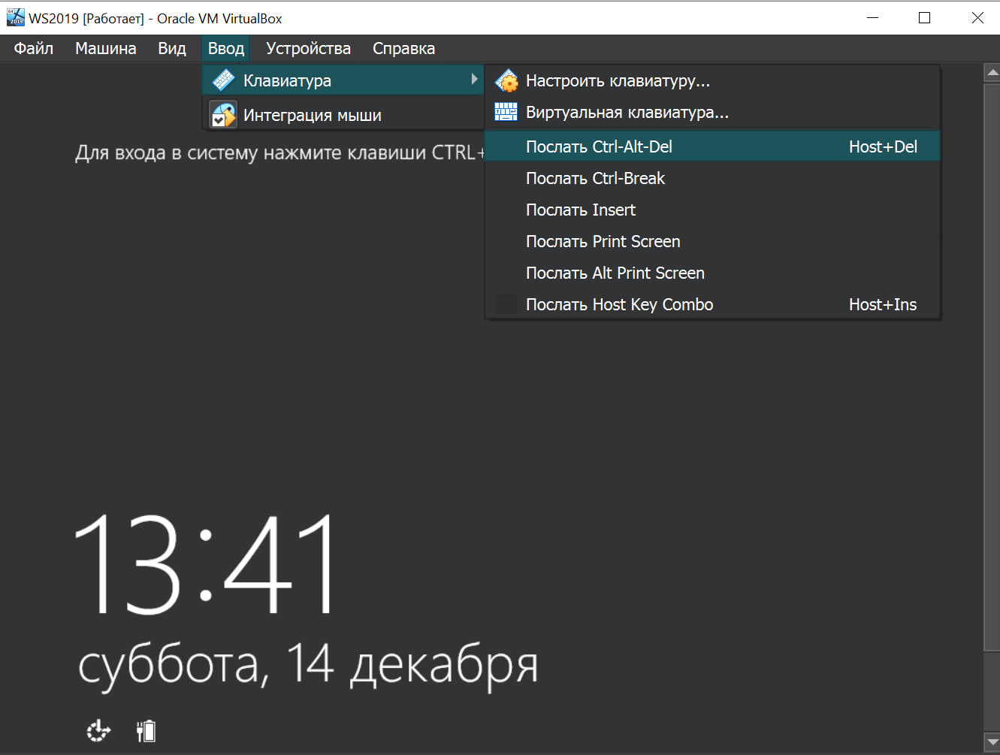 WS2019 [Работает] - Oracle VM VirtualBox
Файл Машина Вид Ввод Устройства Справка
Клавиатура
Интеграция мыши
Настроить клавиатуру...
Виртуальная клавиатура...
Послать Ctrl-Alt-Del Host+Del
Послать Ctrl-Break
Послать Insert
Послать Print Screen
Послать Alt Print Screen
Послать Host Key Combo Host+Ins
Для входа в систему нажмите клавиши CTRL+
13:41
суббота, 14 декабря